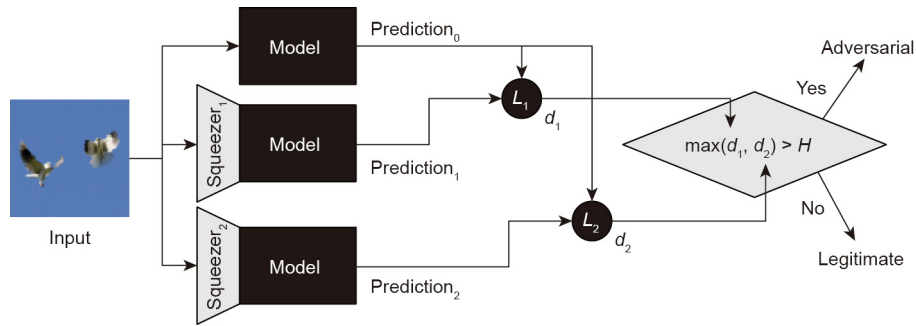 Model
Prediction₀
Adversarial
Yes
Squeezer₁
Model
L₁
d₁
Prediction₁
max(d₁, d₂) > H
Input
Squeezer₂
Model
L₂
d₂
No
Prediction₂
Legitimate